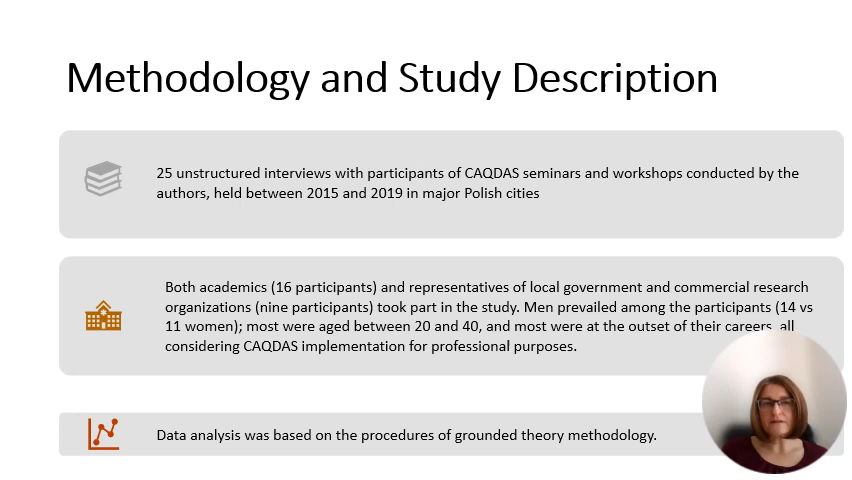 Methodology and Study Description
25 unstructured interviews with participants of CAQDAS seminars and workshops conducted by the
authors, held between 2015 and 2019 in major Polish cities
Both academics (16 participants) and representatives of local government and commercial research
organizations (nine participants) took part in the study. Men prevailed among the participants (14 vs
11 women); most were aged between 20 and 40, and most were at the outset of their careers, all
considering CAQDAS implementation for professional purposes.
Data analysis was based on the procedures of grounded theory methodology.